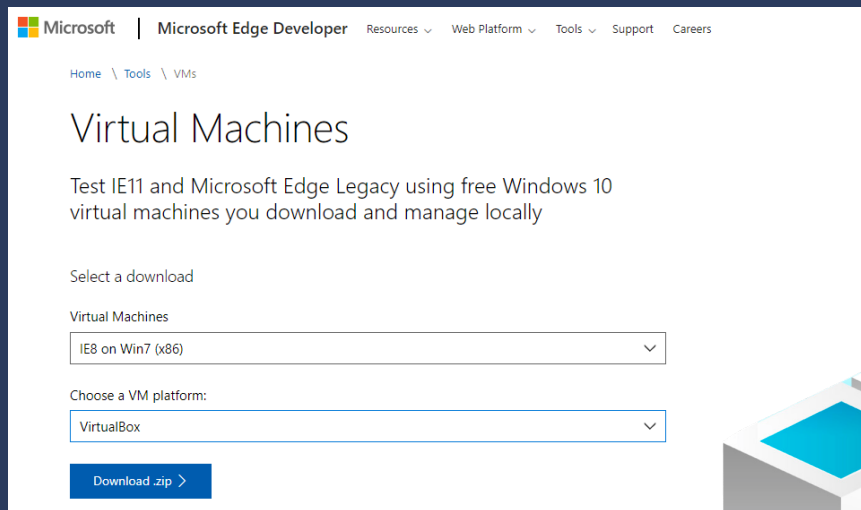 Microsoft | Microsoft Edge Developer Resources Web Platform Tools Support Careers
Home \ Tools \ VMs
Virtual Machines
Test IE11 and Microsoft Edge Legacy using free Windows 10
virtual machines you download and manage locally
Select a download
Virtual Machines
IE8 on Win7 (x86)
Choose a VM platform:
VirtualBox
Download .zip